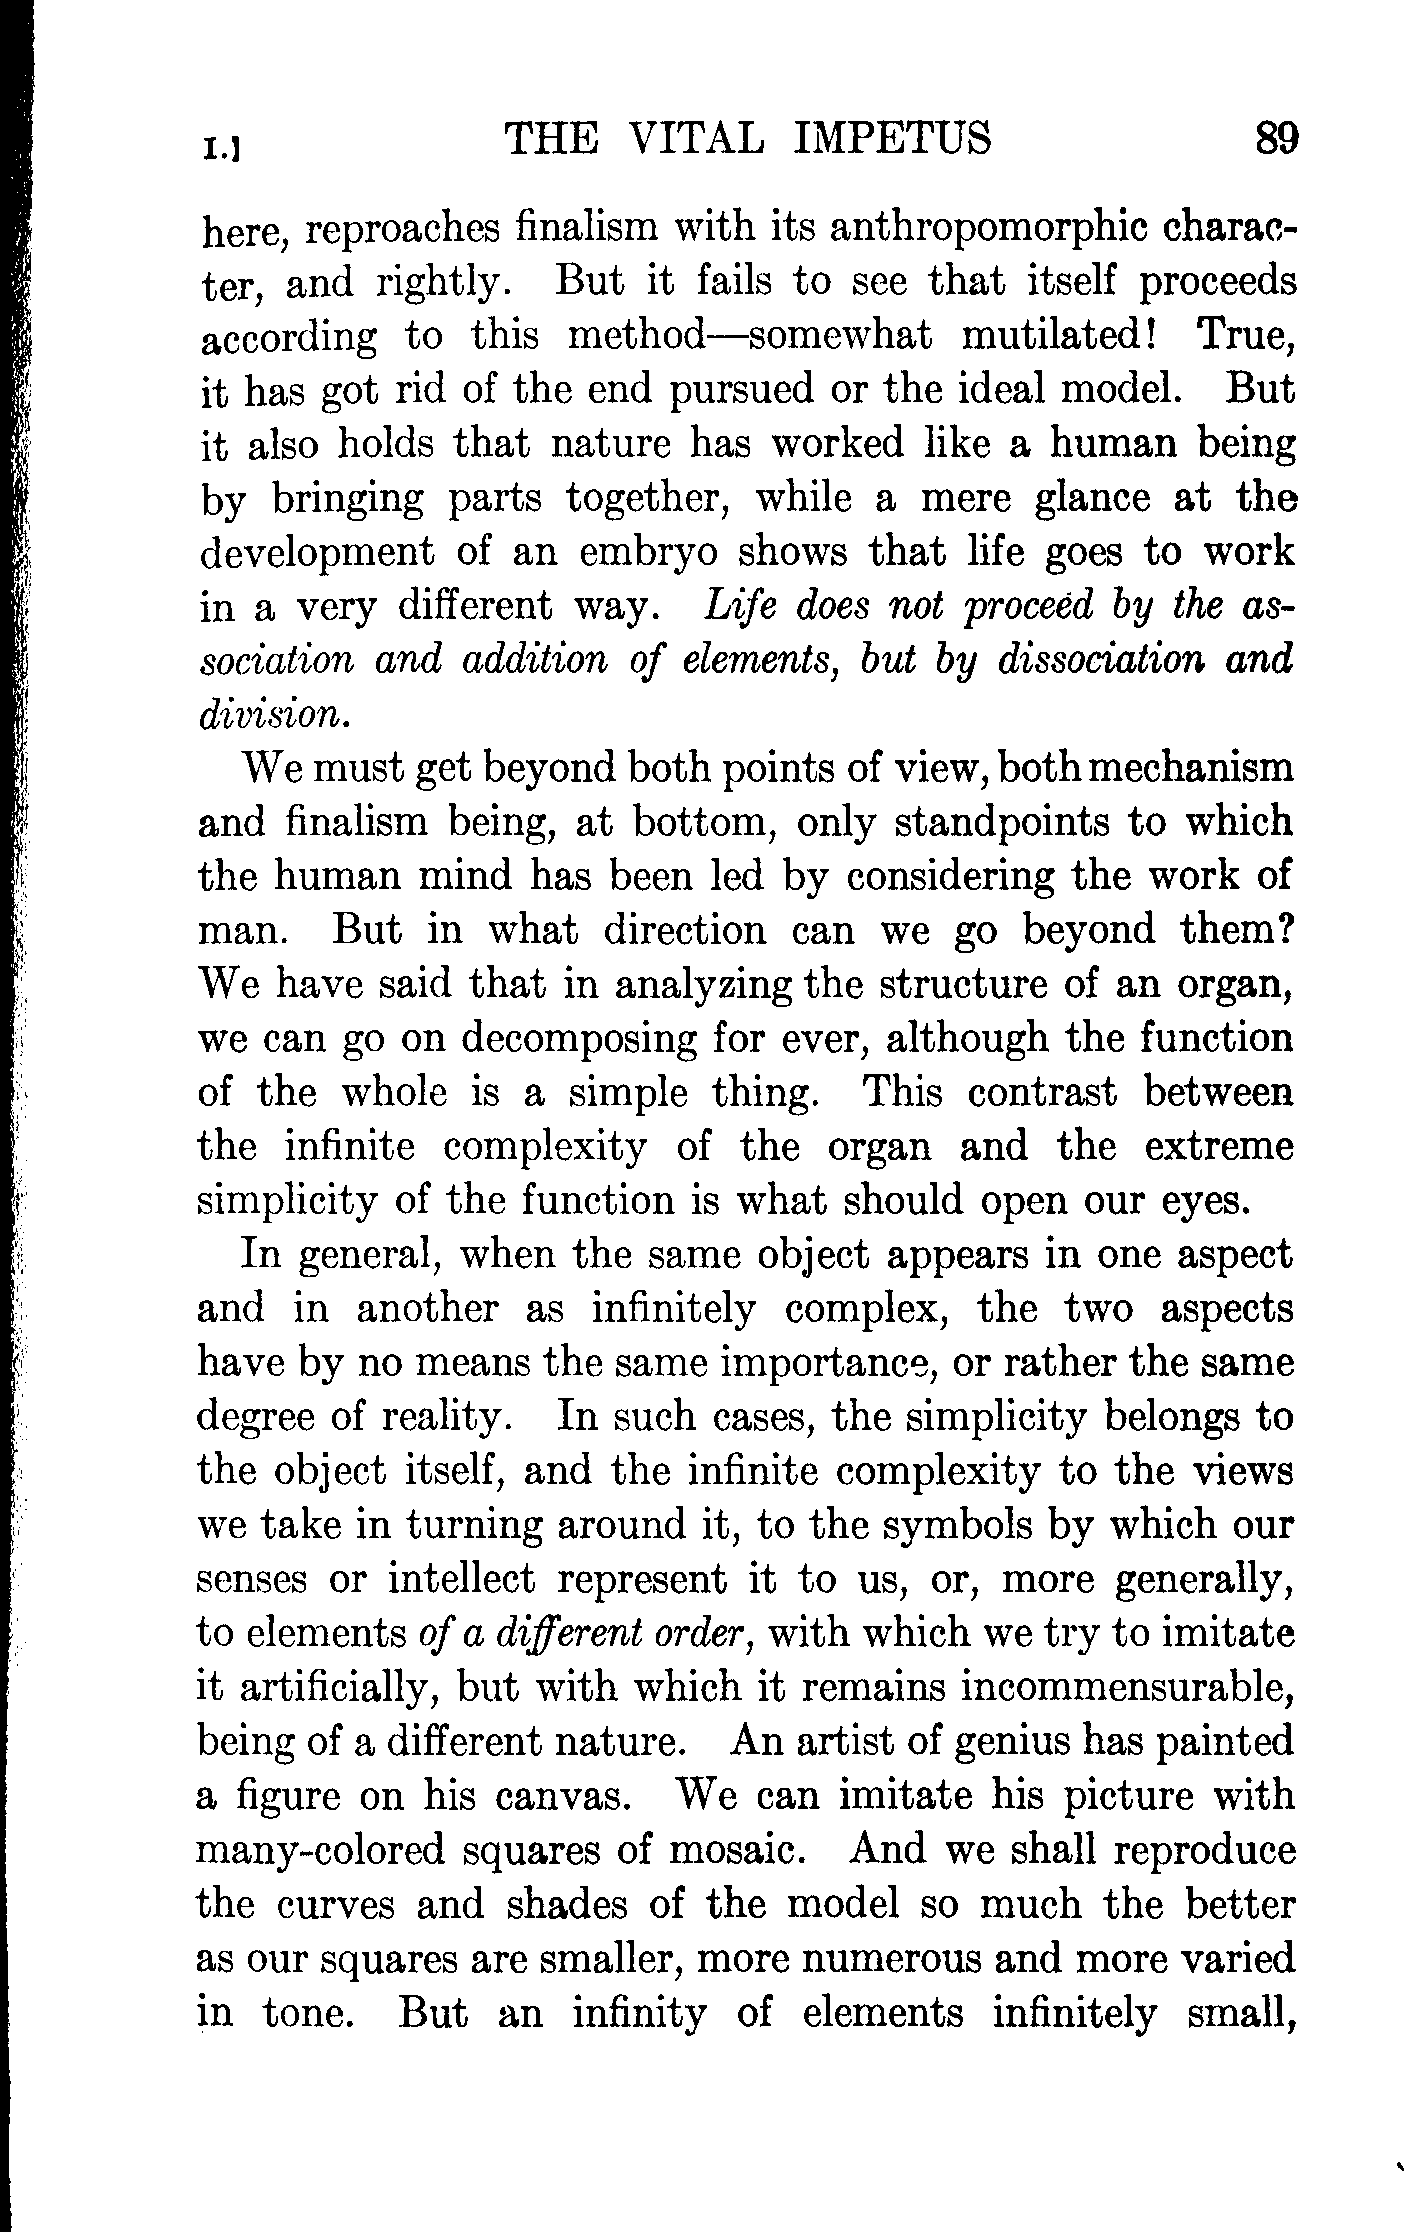 I.] THE VITAL IMPETUS 89
here, reproaches finalism with its anthropomorphic charac-
ter, and rightly. But it fails to see that itself proceeds
according to this method—somewhat mutilated! True,
it has got rid of the end pursued or the ideal model. But
it also holds that nature has worked like a human being
by bringing parts together, while a mere glance at the
development of an embryo shows that life goes to work
in a very different way. Life does not proceed by the as-
sociation and addition of elements, but by dissociation and
division.
We must get beyond both points of view, both mechanism
and finalism being, at bottom, only standpoints to which
the human mind has been led by considering the work of
man. But in what direction can we go beyond them?
We have said that in analyzing the structure of an organ,
we can go on decomposing for ever, although the function
of the whole is a simple thing. This contrast between
the infinite complexity of the organ and the extreme
simplicity of the function is what should open our eyes.
In general, when the same object appears in one aspect
and in another as infinitely complex, the two aspects
have by no means the same importance, or rather the same
degree of reality. In such cases, the simplicity belongs to
the object itself, and the infinite complexity to the views
we take in turning around it, to the symbols by which our
senses or intellect represent it to us, or, more generally,
to elements of a different order, with which we try to imitate
it artificially, but with which it remains incommensurable,
being of a different nature. An artist of genius has painted
a figure on his canvas. We can imitate his picture with
many-colored squares of mosaic. And we shall reproduce
the curves and shades of the model so much the better
as our squares are smaller, more numerous and more varied
in tone. But an infinity of elements infinitely small,